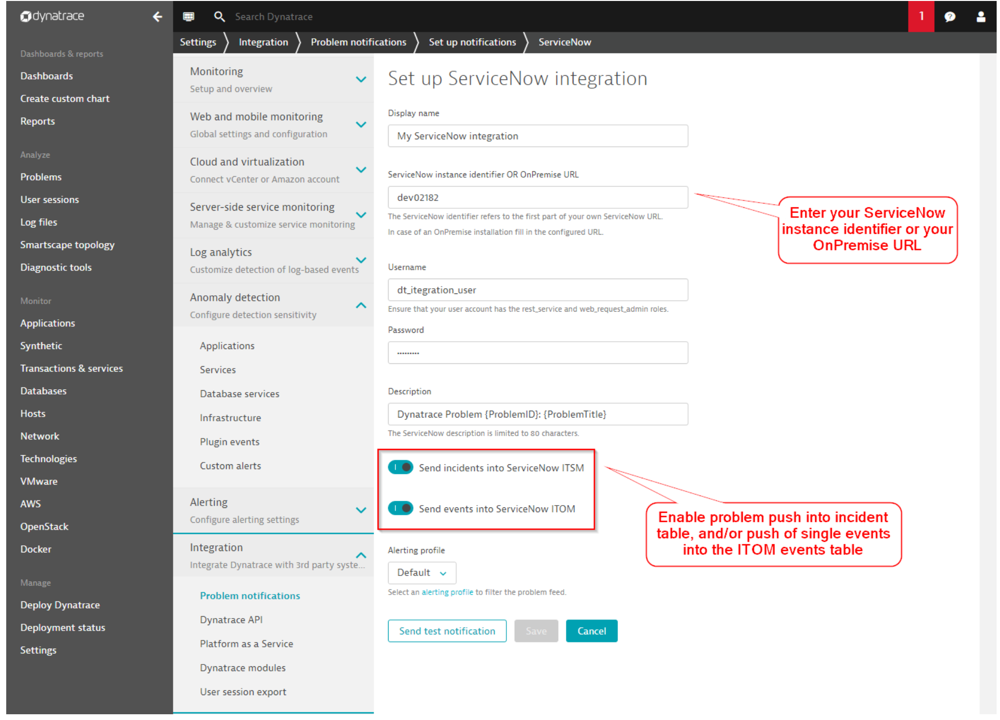 dynatrace
Search Dynatrace
1
Settings
Integration
Problem notifications
Set up notifications
ServiceNow
Dashboards & reports
Dashboards
Create custom chart
Reports
Analyze
Problems
User sessions
Log files
Smartscape topology
Diagnostic tools
Monitor
Applications
Synthetic
Transactions & services
Databases
Hosts
Network
Technologies
VMware
AWS
OpenStack
Docker
Manage
Deploy Dynatrace
Deployment status
Settings
Monitoring
Setup and overview
Web and mobile monitoring
Global settings and configuration
Cloud and virtualization
Connect vCenter or Amazon account
Server-side service monitoring
Manage & customize service monitoring
Log analytics
Customize detection of log-based events
Anomaly detection
Configure detection sensitivity
Applications
Services
Database services
Infrastructure
Plugin events
Custom alerts
Alerting
Configure alerting settings
Integration
Integrate Dynatrace with 3rd party syste...
Problem notifications
Dynatrace API
Platform as a Service
Dynatrace modules
User session export
Set up ServiceNow integration
Display name
My ServiceNow integration
ServiceNow instance identifier OR OnPremise URL
dev02182
The ServiceNow identifier refers to the first part of your own ServiceNow URL.
In case of an OnPremise installation fill in the configured URL.
Enter your ServiceNow
instance identifier or your
OnPremise URL
Username
dt_itegration_user
Ensure that your user account has the rest_service and web_request_admin roles.
Password
•••••••••
Description
Dynatrace Problem {ProblemID}: {ProblemTitle}
The ServiceNow description is limited to 80 characters.
Send incidents into ServiceNow ITSM
Send events into ServiceNow ITOM
Enable problem push into incident
table, and/or push of single events
into the ITOM events table
Alerting profile
Default
Select an alerting profile to filter the problem feed.
Send test notification
Save
Cancel